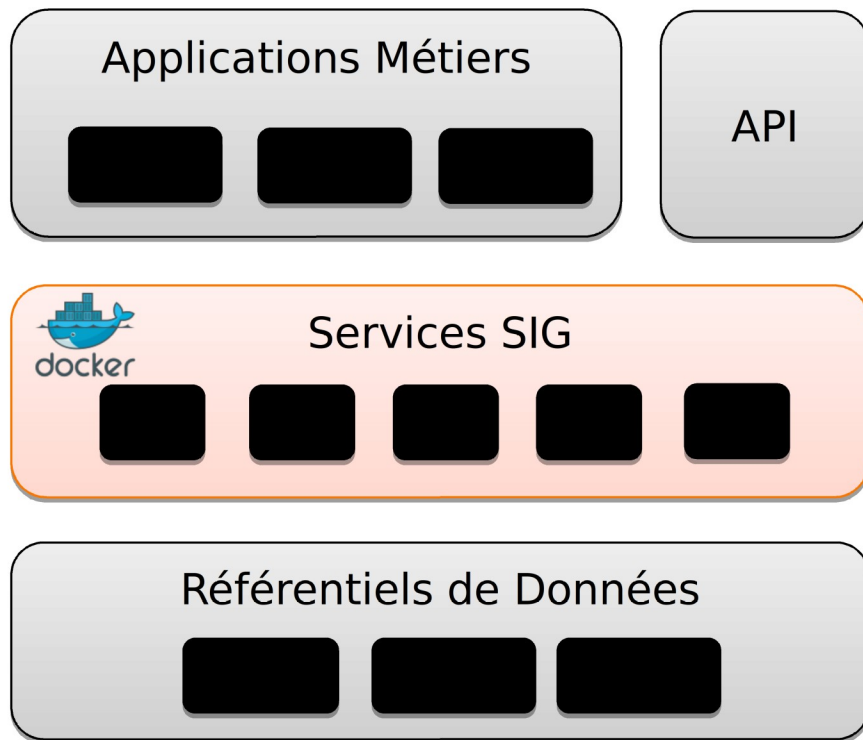 Applications Métiers
API
docker
Services SIG
Référentiels de Données